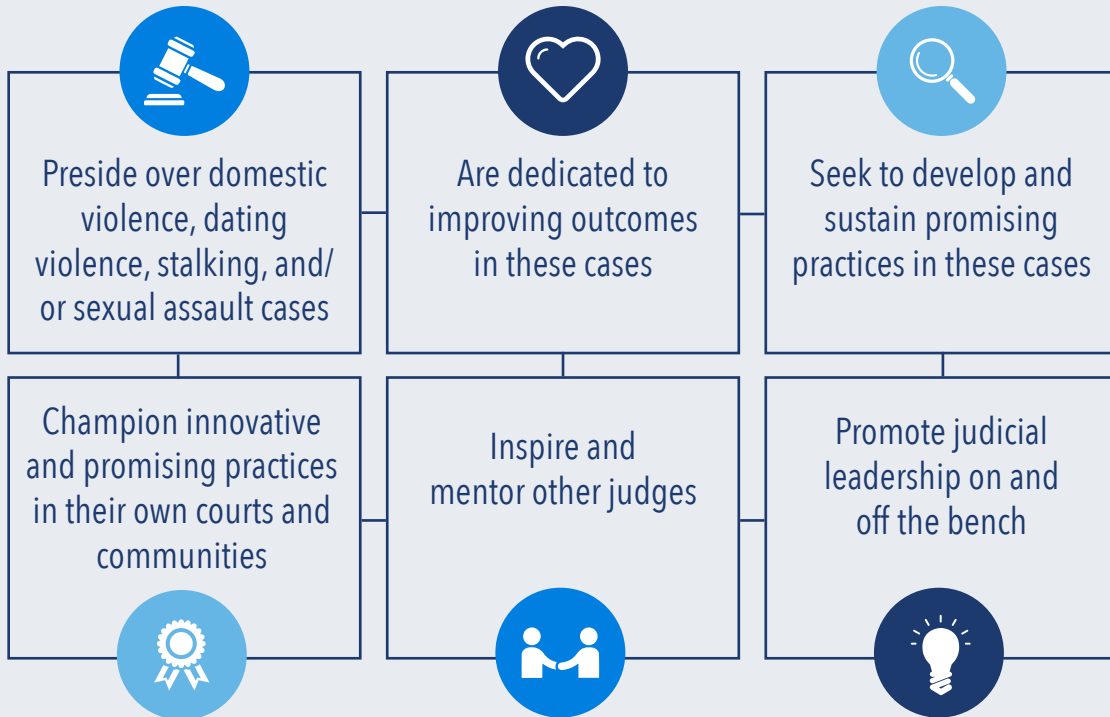 Preside over domestic
violence, dating
violence, stalking, and/
or sexual assault cases
Are dedicated to
improving outcomes
in these cases
Seek to develop and
sustain promising
practices in these cases
Champion innovative
and promising practices
in their own courts and
communities
Inspire and
mentor other judges
Promote judicial
leadership on and
off the bench